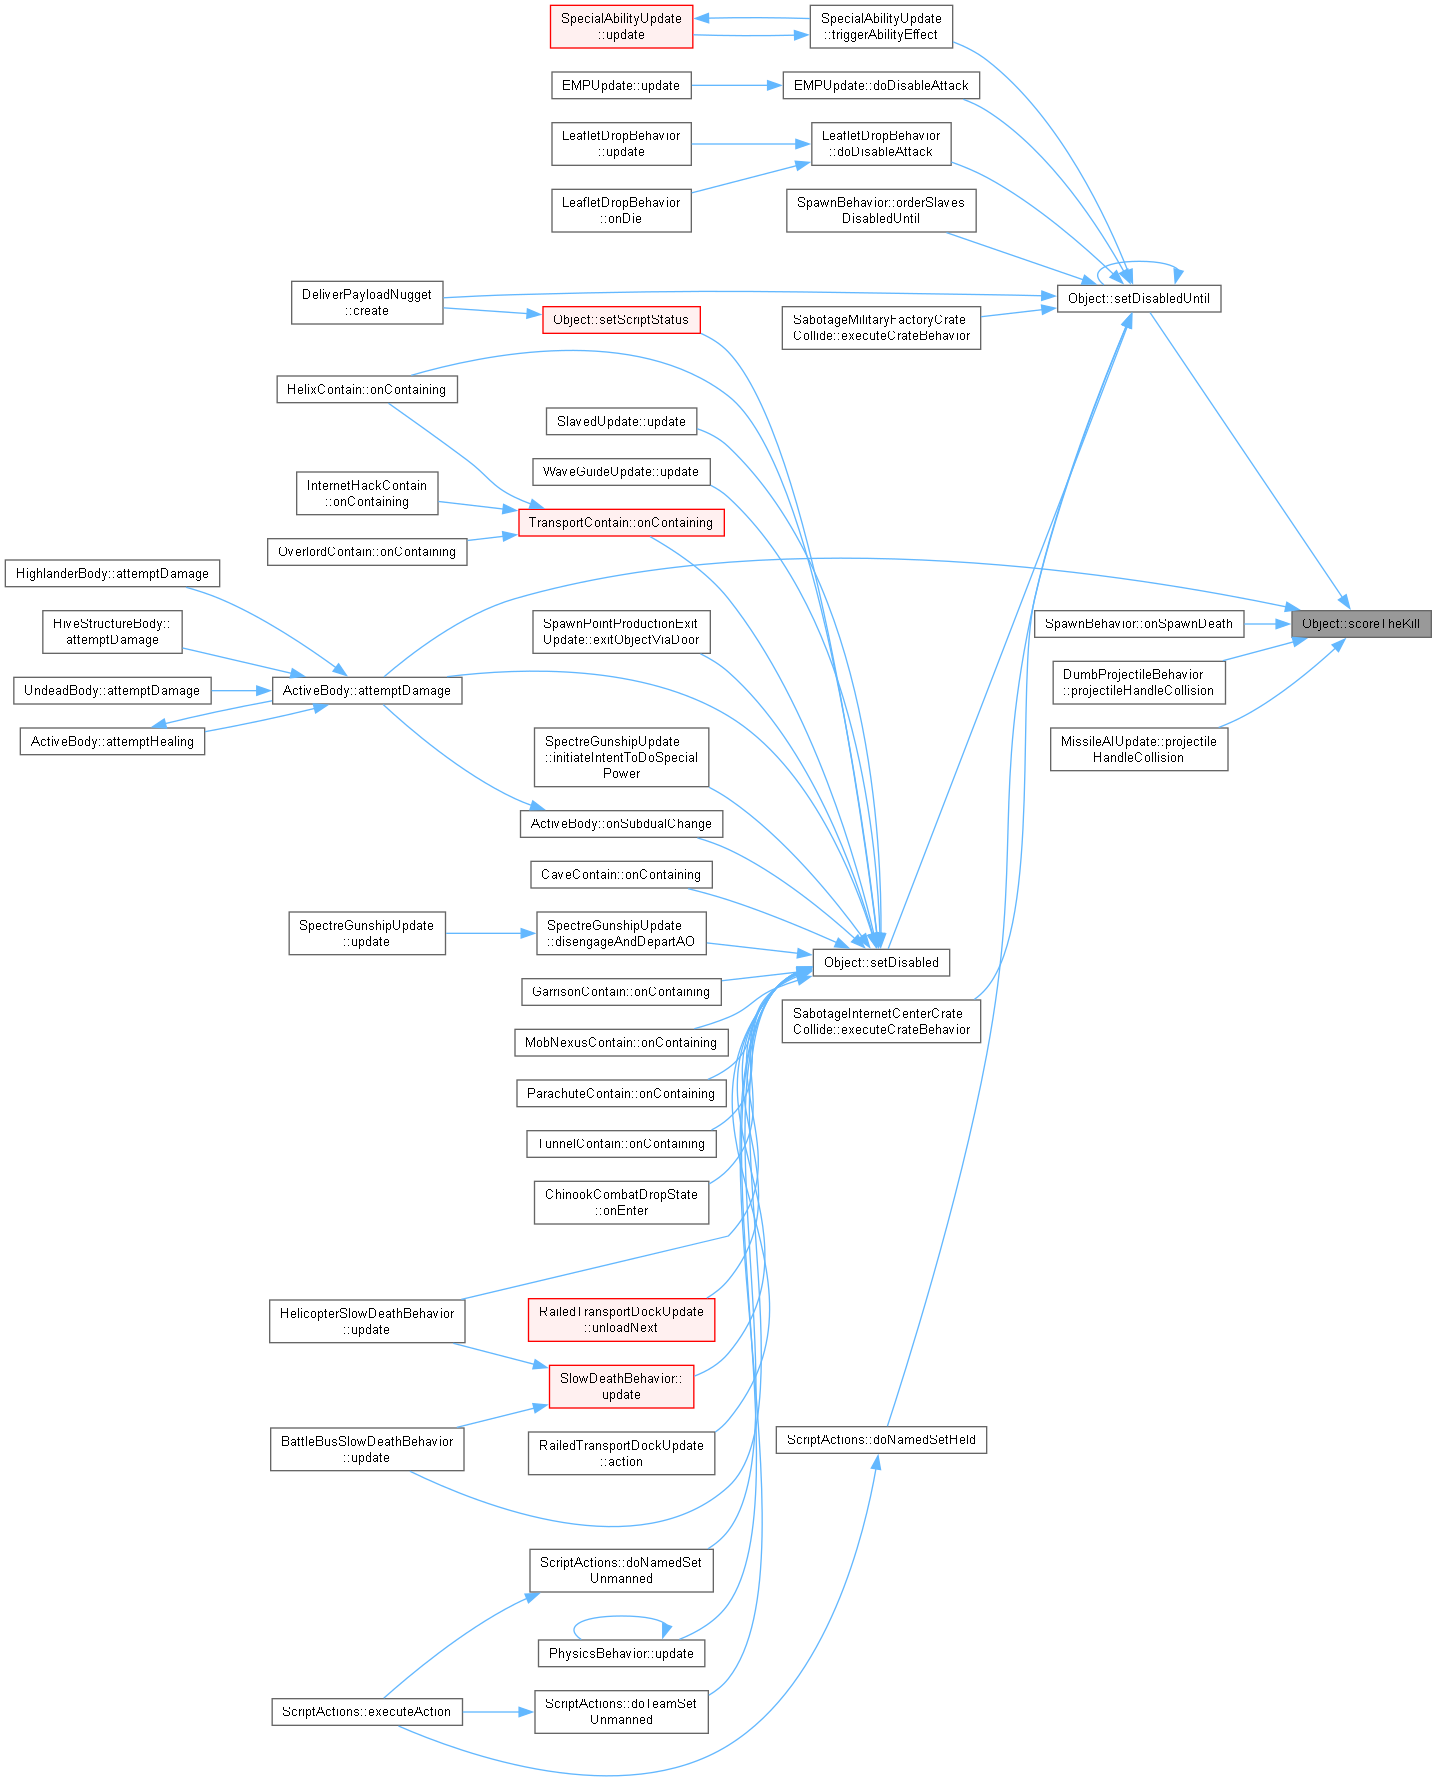 SpecialAbilityUpdate
::update
SpecialAbilityUpdate
::triggerAbilityEffect
EMPUpdate::update
EMPUpdate::doDisableAttack
LeafletDropBehavior
::update
LeafletDropBehavior
::doDisableAttack
LeafletDropBehavior
::onDie
SpawnBehavior::orderSlaves
DisabledUntil
DeliverPayloadNugget
::create
Object::setScriptStatus
SabotageMilitaryFactoryCrate
Collide::executeCrateBehavior
Object::setDisabledUntil
HelixContain::onContaining
SlavedUpdate::update
WaveGuideUpdate::update
InternetHackContain
::onContaining
TransportContain::onContaining
OverlordContain::onContaining
HighlanderBody::attemptDamage
HiveStructureBody::
attemptDamage
SpawnPointProductionExit
Update::exitObjectViaDoor
SpawnBehavior::onSpawnDeath
Object::scoreTheKill
UndeadBody::attemptDamage
ActiveBody::attemptDamage
DumbProjectileBehavior
::projectileHandleCollision
ActiveBody::attemptHealing
SpectreGunshipUpdate
::initiateIntentToDoSpecial
Power
MissileAIUpdate::projectile
HandleCollision
ActiveBody::onSubdualChange
CaveContain::onContaining
SpectreGunshipUpdate
::update
SpectreGunshipUpdate
::disengageAndDepartAO
Object::setDisabled
GarrisonContain::onContaining
SabotageInternetCenterCrate
Collide::executeCrateBehavior
MobNexusContain::onContaining
ParachuteContain::onContaining
TunnelContain::onContaining
ChinookCombatDropState
::onEnter
HelicopterSlowDeathBehavior
::update
RailedTransportDockUpdate
::unloadNext
SlowDeathBehavior::
update
BattleBusSlowDeathBehavior
::update
RailedTransportDockUpdate
::action
ScriptActions::doNamedSetHeld
ScriptActions::doNamedSet
Unmanned
PhysicsBehavior::update
ScriptActions::executeAction
ScriptActions::doTeamSet
Unmanned